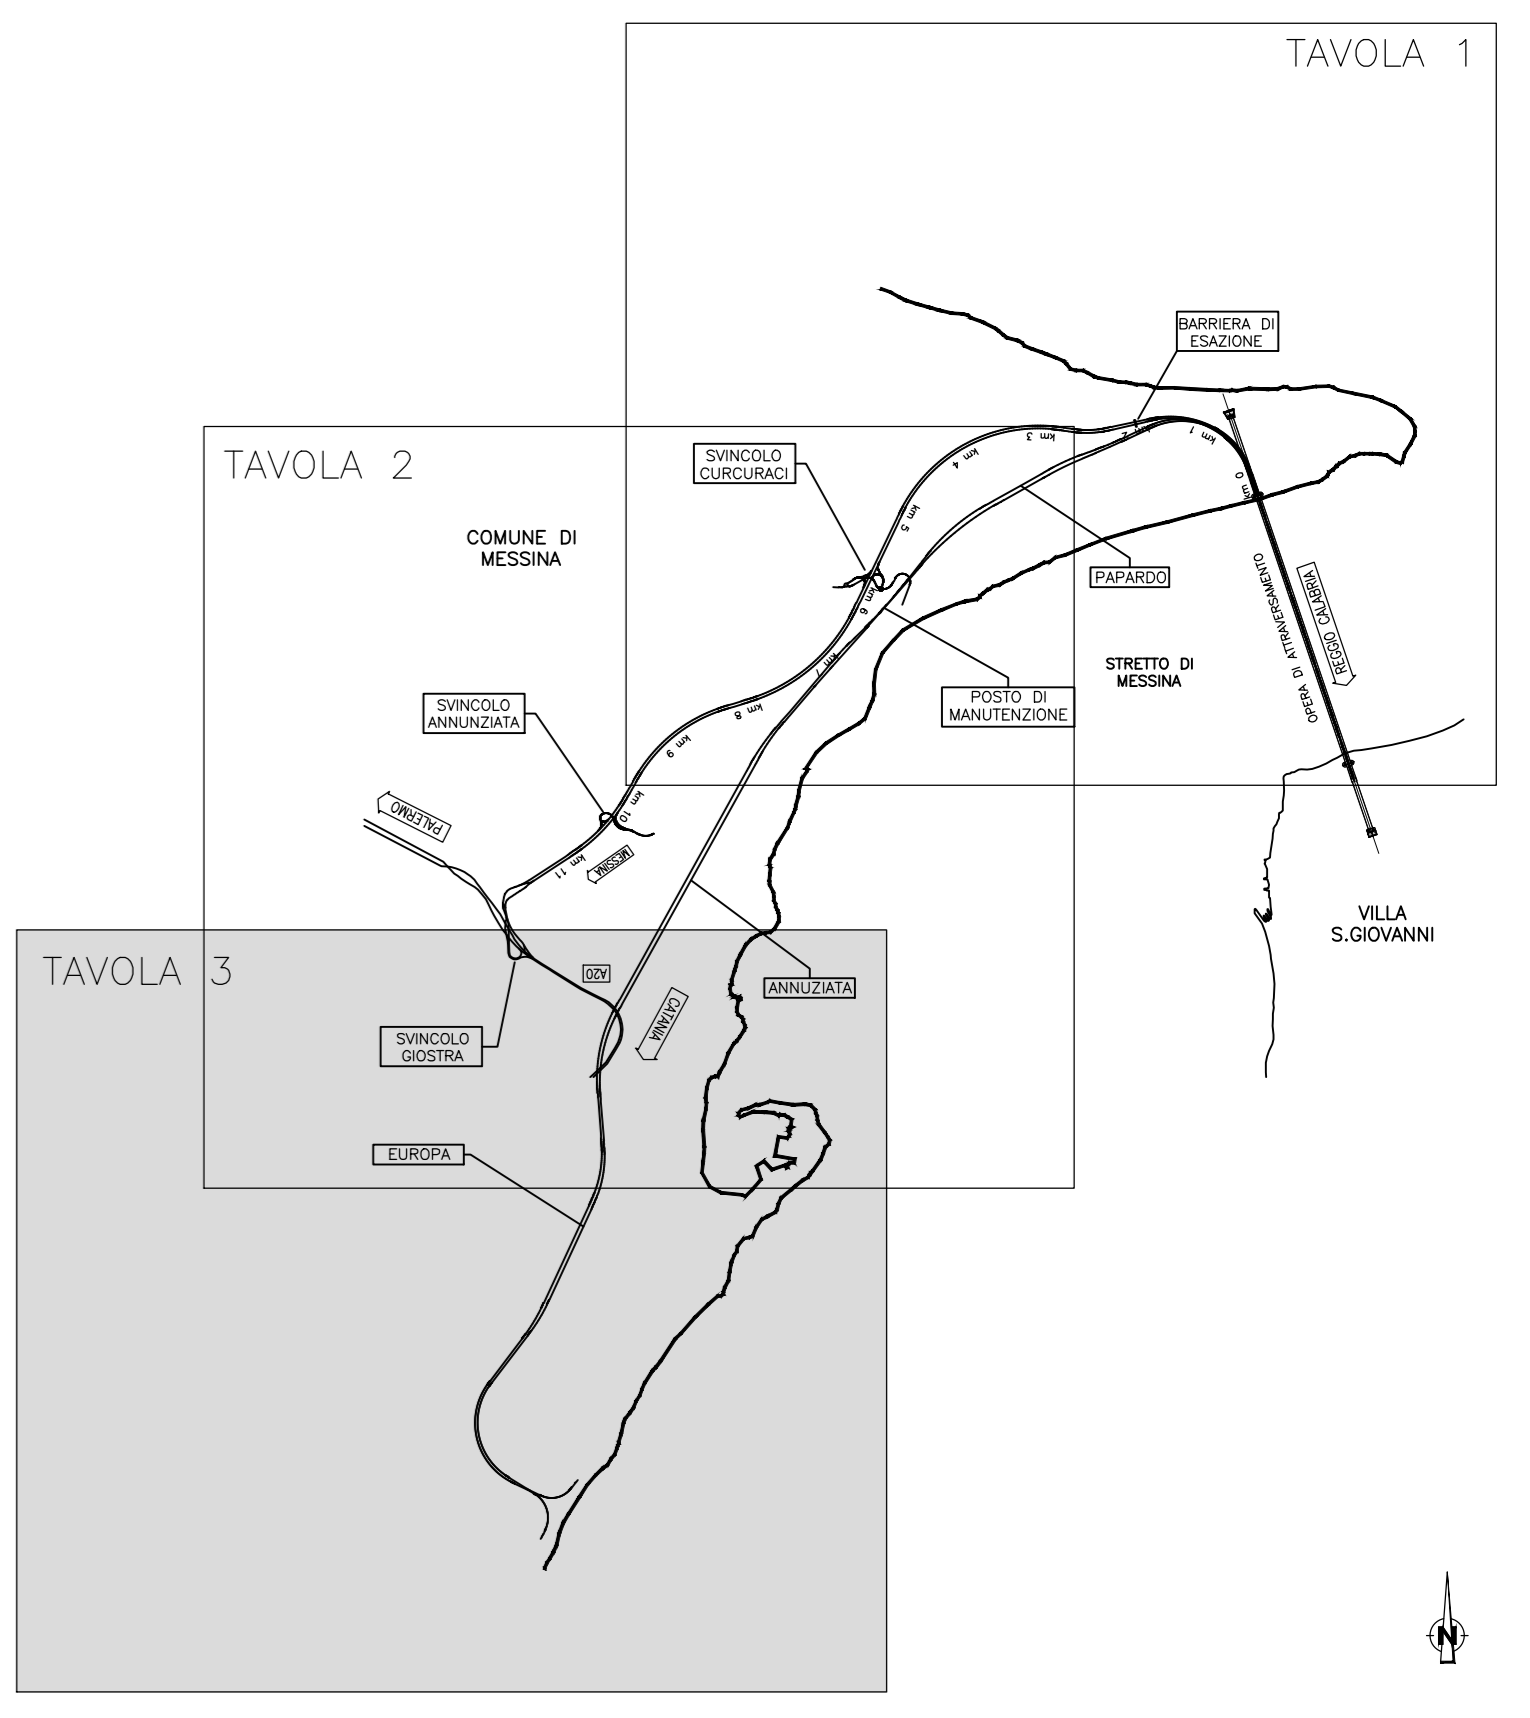 TAVOLA 1
BARRIERA DI
ESAZIONE
km 0
km 1
km 2
km 3
km 4
km 5
km 6
km 7
km 8
km 9
km 10
km 11
TAVOLA 2
SVINCOLO
CURCURACI
COMUNE DI
MESSINA
PAPARDO
OPERA DI ATTRAVERSAMENTO
REGGIO CALABRIA
STRETTO DI
MESSINA
POSTO DI
MANUTENZIONE
SVINCOLO
ANNUNZIATA
PALERMO
MESSINA
VILLA
S.GIOVANNI
TAVOLA 3
A20
ANNUZIATA
CATANIA
SVINCOLO
GIOSTRA
EUROPA
N